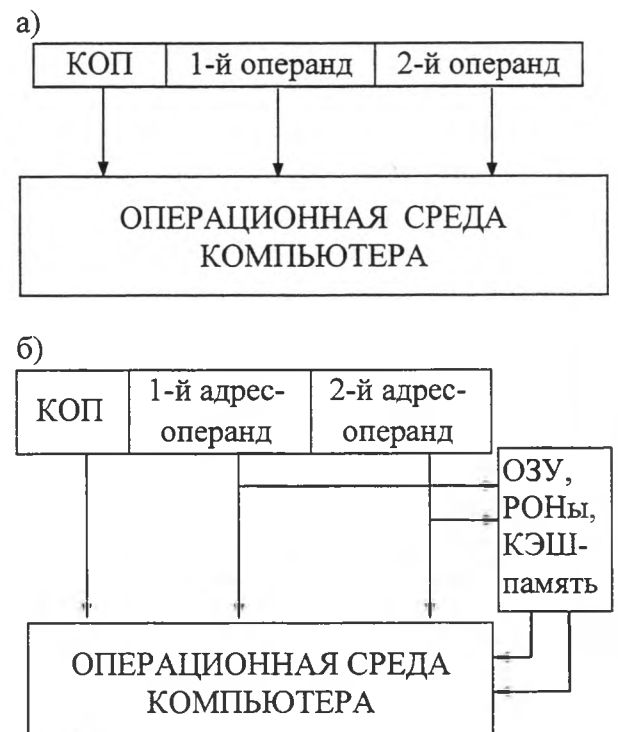 а)
КОП 1-й операнд 2-й операнд
ОПЕРАЦИОННАЯ СРЕДА
КОМПЬЮТЕРА
б)
КОП
1-й адрес-
операнд
2-й адрес-
операнд
ОЗУ,
РОНы,
КЭШ-
память
ОПЕРАЦИОННАЯ СРЕДА
КОМПЬЮТЕРА